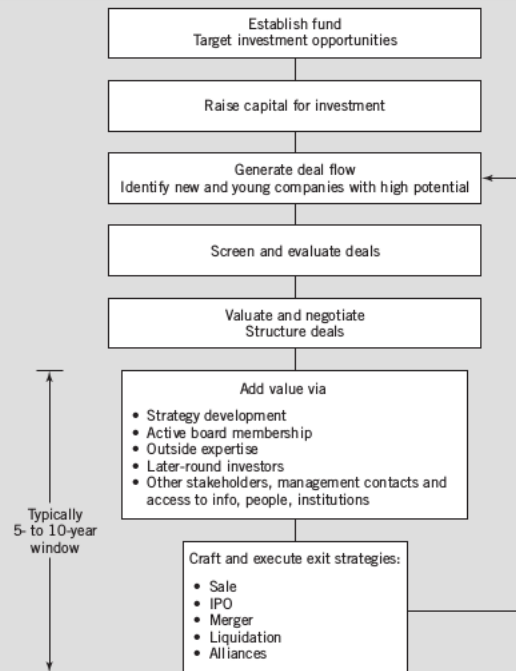 Establish fund
Target investment opportunities
Raise capital for investment
Generate deal flow
Identify new and young companies with high potential
Screen and evaluate deals
Valuate and negotiate
Structure deals
Add value via
• Strategy development
• Active board membership
• Outside expertise
• Later-round investors
• Other stakeholders, management contacts and
access to info, people, institutions
Typically
5- to 10-year
window
Craft and execute exit strategies:
• Sale
• IPO
• Merger
• Liquidation
• Alliances